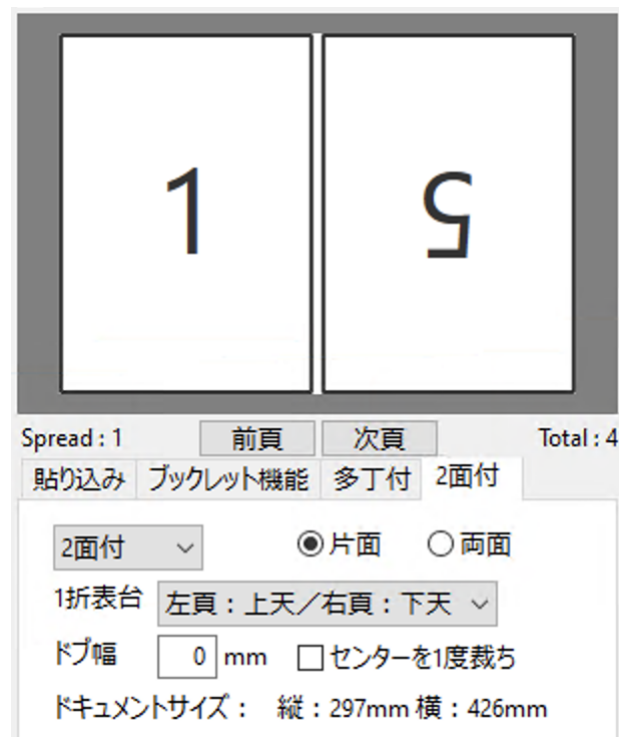 1 5
Spread : 1 前頁 次頁 Total : 4
貼り込み ブックレット機能 多丁付 2面付
2面付 片面 両面
1折表台 左頁：上天／右頁：下天
ドブ幅 0 mm センターを1度裁ち
ドキュメントサイズ： 縦：297mm 横：426mm